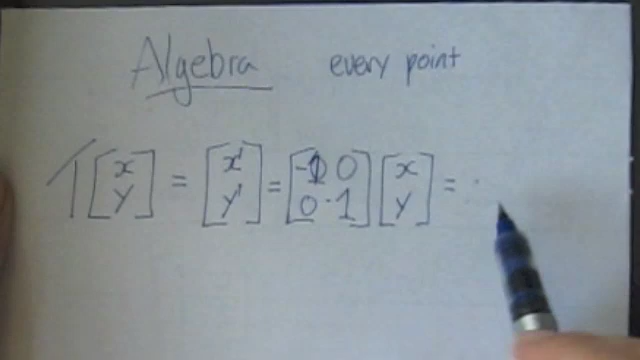 Algebra every point
T [x y] = [x' y'] = [-1 0 0 1] [x y] =